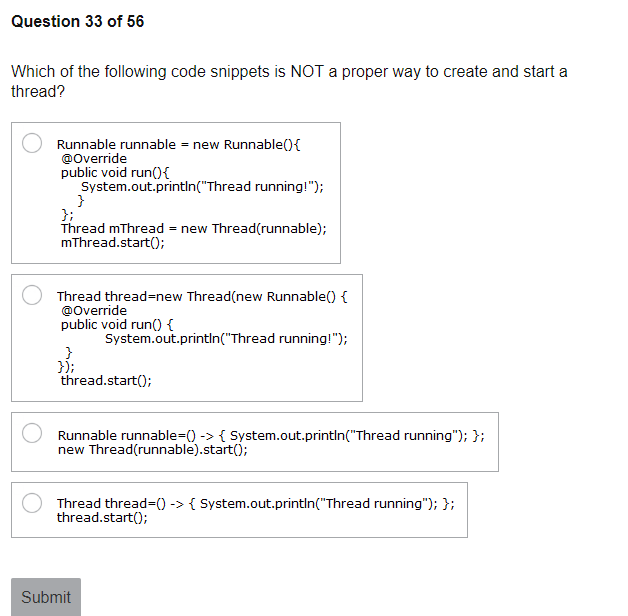 Question 33 of 56
Which of the following code snippets is NOT a proper way to create and start a
thread?
Runnable runnable = new Runnable(){
@Override
public void run(){
System.out.println("Thread running!");
}
};
Thread mThread = new Thread(runnable);
mThread.start();
Thread thread=new Thread(new Runnable() {
@Override
public void run() {
System.out.println("Thread running!");
}
});
thread.start();
Runnable runnable=() -> { System.out.println("Thread running"); };
new Thread(runnable).start();
Thread thread=() -> { System.out.println("Thread running"); };
thread.start();
Submit